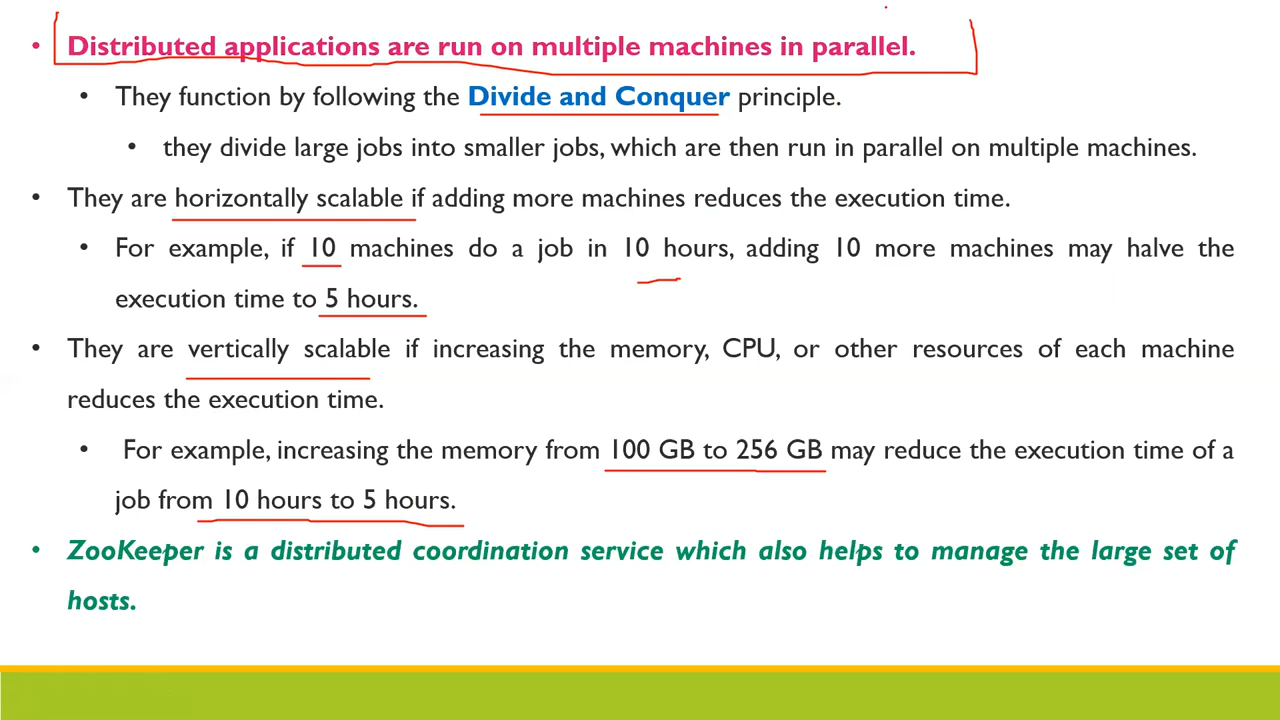 • Distributed applications are run on multiple machines in parallel.
• They function by following the Divide and Conquer principle.
• they divide large jobs into smaller jobs, which are then run in parallel on multiple machines.
• They are horizontally scalable if adding more machines reduces the execution time.
• For example, if 10 machines do a job in 10 hours, adding 10 more machines may halve the
execution time to 5 hours.
• They are vertically scalable if increasing the memory, CPU, or other resources of each machine
reduces the execution time.
• For example, increasing the memory from 100 GB to 256 GB may reduce the execution time of a
job from 10 hours to 5 hours.
• ZooKeeper is a distributed coordination service which also helps to manage the large set of
hosts.